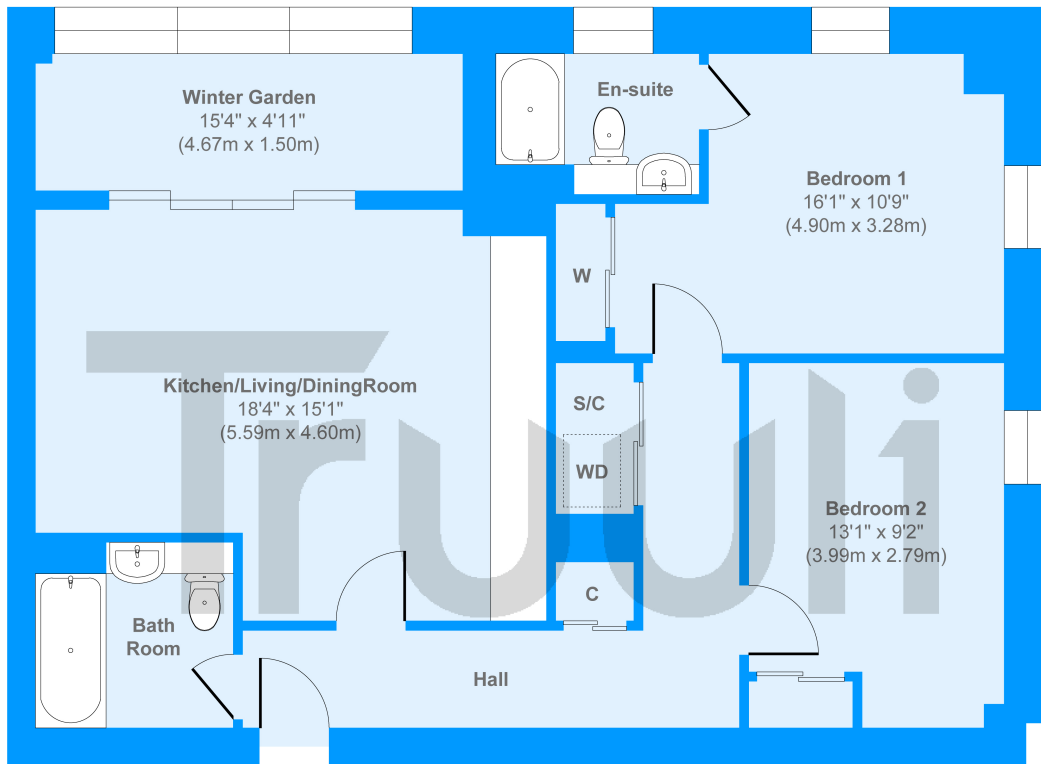 Winter Garden
15'4" x 4'11"
(4.67m x 1.50m)
En-suite
Bedroom 1
16'1" x 10'9"
(4.90m x 3.28m)
W
Kitchen/Living/DiningRoom
18'4" x 15'1"
(5.59m x 4.60m)
S/C
WD
Truuli
Bedroom 2
13'1" x 9'2"
(3.99m x 2.79m)
C
Bath
Room
Hall